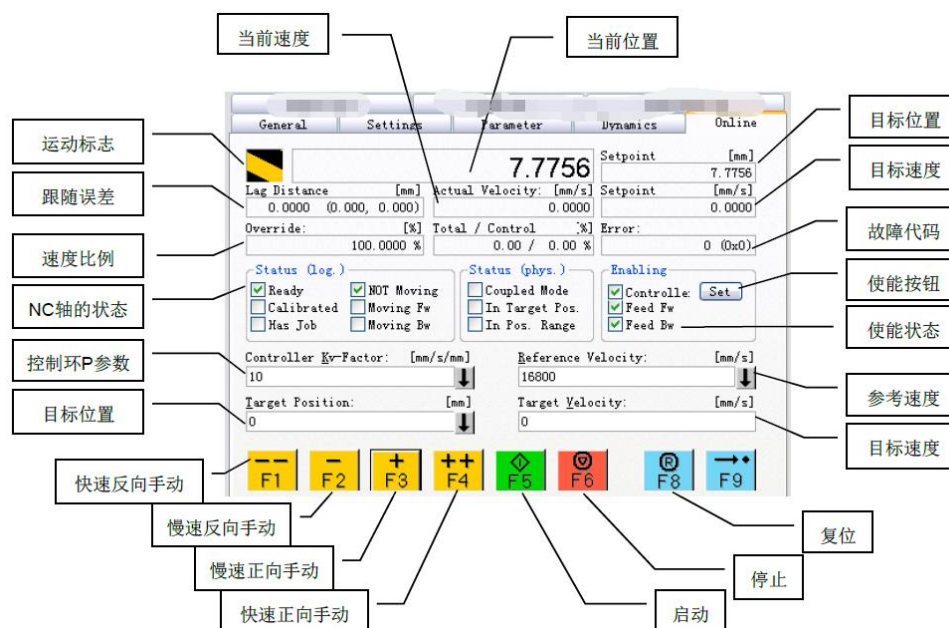 当前速度
当前位置
General Settings Parameter Dynamics Online
运动标志
目标位置
7.7756
Setpoint [mm]
7.7756
跟随误差
目标速度
Lag Distance [mm] Actual Velocity: [mm/s] Setpoint [mm/s]
0.0000 (0.000, 0.000) 0.0000 0.0000
速度比例
故障代码
Override: [%] Total / Control [%] Error:
100.0000 % 0.00 / 0.00 % 0 (0x0)
NC轴的状态
使能按钮
Status (log.) Status (phys.) Enabling
Ready NOT Moving Coupled Mode Controlle: Set
Calibrated Moving Fw In Target Pos. Feed Fw
Has Job Moving Bw In Pos. Range Feed Bw
使能状态
控制环P参数
Controller Kv-Factor: [mm/s/mm] Reference Velocity: [mm/s]
10 16800
参考速度
目标位置
Target Position: [mm] Target Velocity: [mm/s]
0 0
目标速度
-- - + ++ R
F1 F2 F3 F4 F5 F6 F8 F9
快速反向手动
慢速反向手动
慢速正向手动
快速正向手动
启动
停止
复位